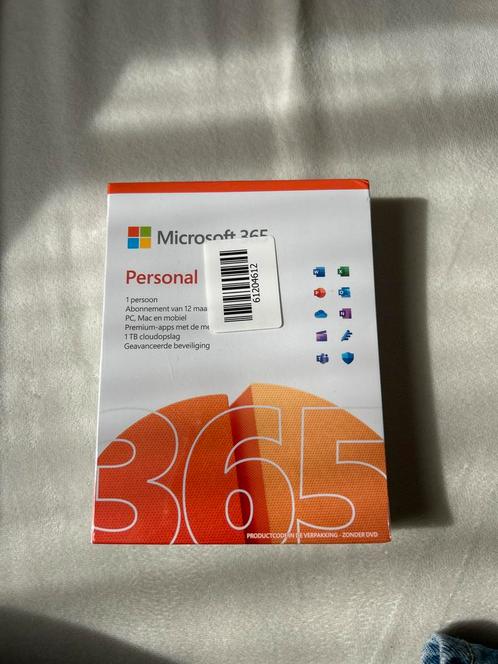 Microsoft 365
Personal
61204612
1 persoon
Abonnement van 12 maa
PC, Mac en mobiel
Premium-apps met de me
1 TB cloudopslag
Geavanceerde beveiliging
W X
P O
N
T
365
PRODUCTCODE IN DE VERPAKKING - ZONDER DVD